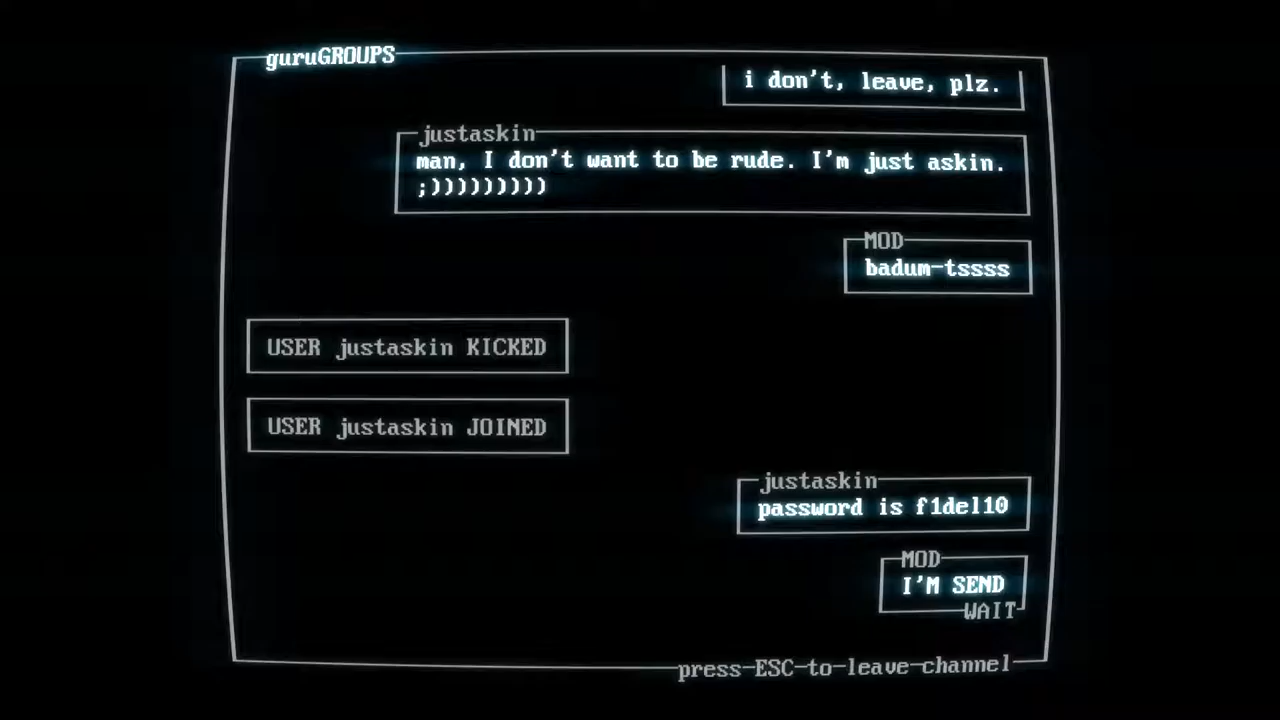 guruGROUPS
i don't, leave, plz.
justaskin
man, I don't want to be rude. I'm just askin.
;)))))))))
MOD
badum-tssss
USER justaskin KICKED
USER justaskin JOINED
justaskin
password is f1del10
MOD
I'M SEND
WAIT
press-ESC-to-leave-channel